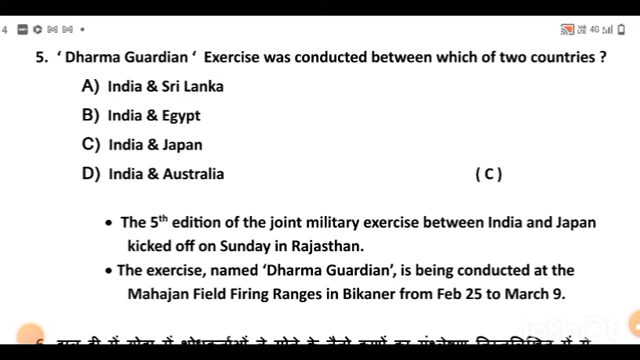 4
4G
5. ‘ Dharma Guardian ‘ Exercise was conducted between which of two countries ?
A) India & Sri Lanka
B) India & Egypt
C) India & Japan
D) India & Australia ( C )
• The 5th edition of the joint military exercise between India and Japan
kicked off on Sunday in Rajasthan.
• The exercise, named ‘Dharma Guardian’, is being conducted at the
Mahajan Field Firing Ranges in Bikaner from Feb 25 to March 9.